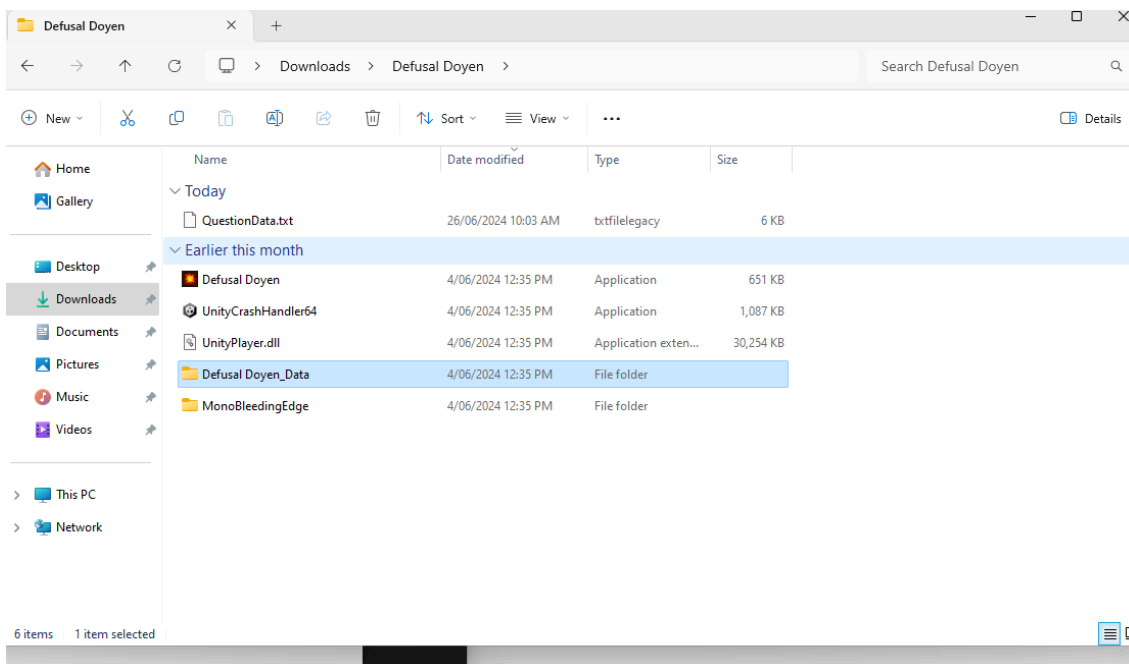 Defusal Doyen
Downloads > Defusal Doyen >
Search Defusal Doyen
New
Sort
View
Details
Home
Gallery
Desktop
Downloads
Documents
Pictures
Music
Videos
This PC
Network
Name Date modified Type Size
Today
QuestionData.txt 26/06/2024 10:03 AM txtfilelegacy 6 KB
Earlier this month
Defusal Doyen 4/06/2024 12:35 PM Application 651 KB
UnityCrashHandler64 4/06/2024 12:35 PM Application 1,087 KB
UnityPlayer.dll 4/06/2024 12:35 PM Application exten... 30,254 KB
Defusal Doyen_Data 4/06/2024 12:35 PM File folder
MonoBleedingEdge 4/06/2024 12:35 PM File folder
6 items 1 item selected